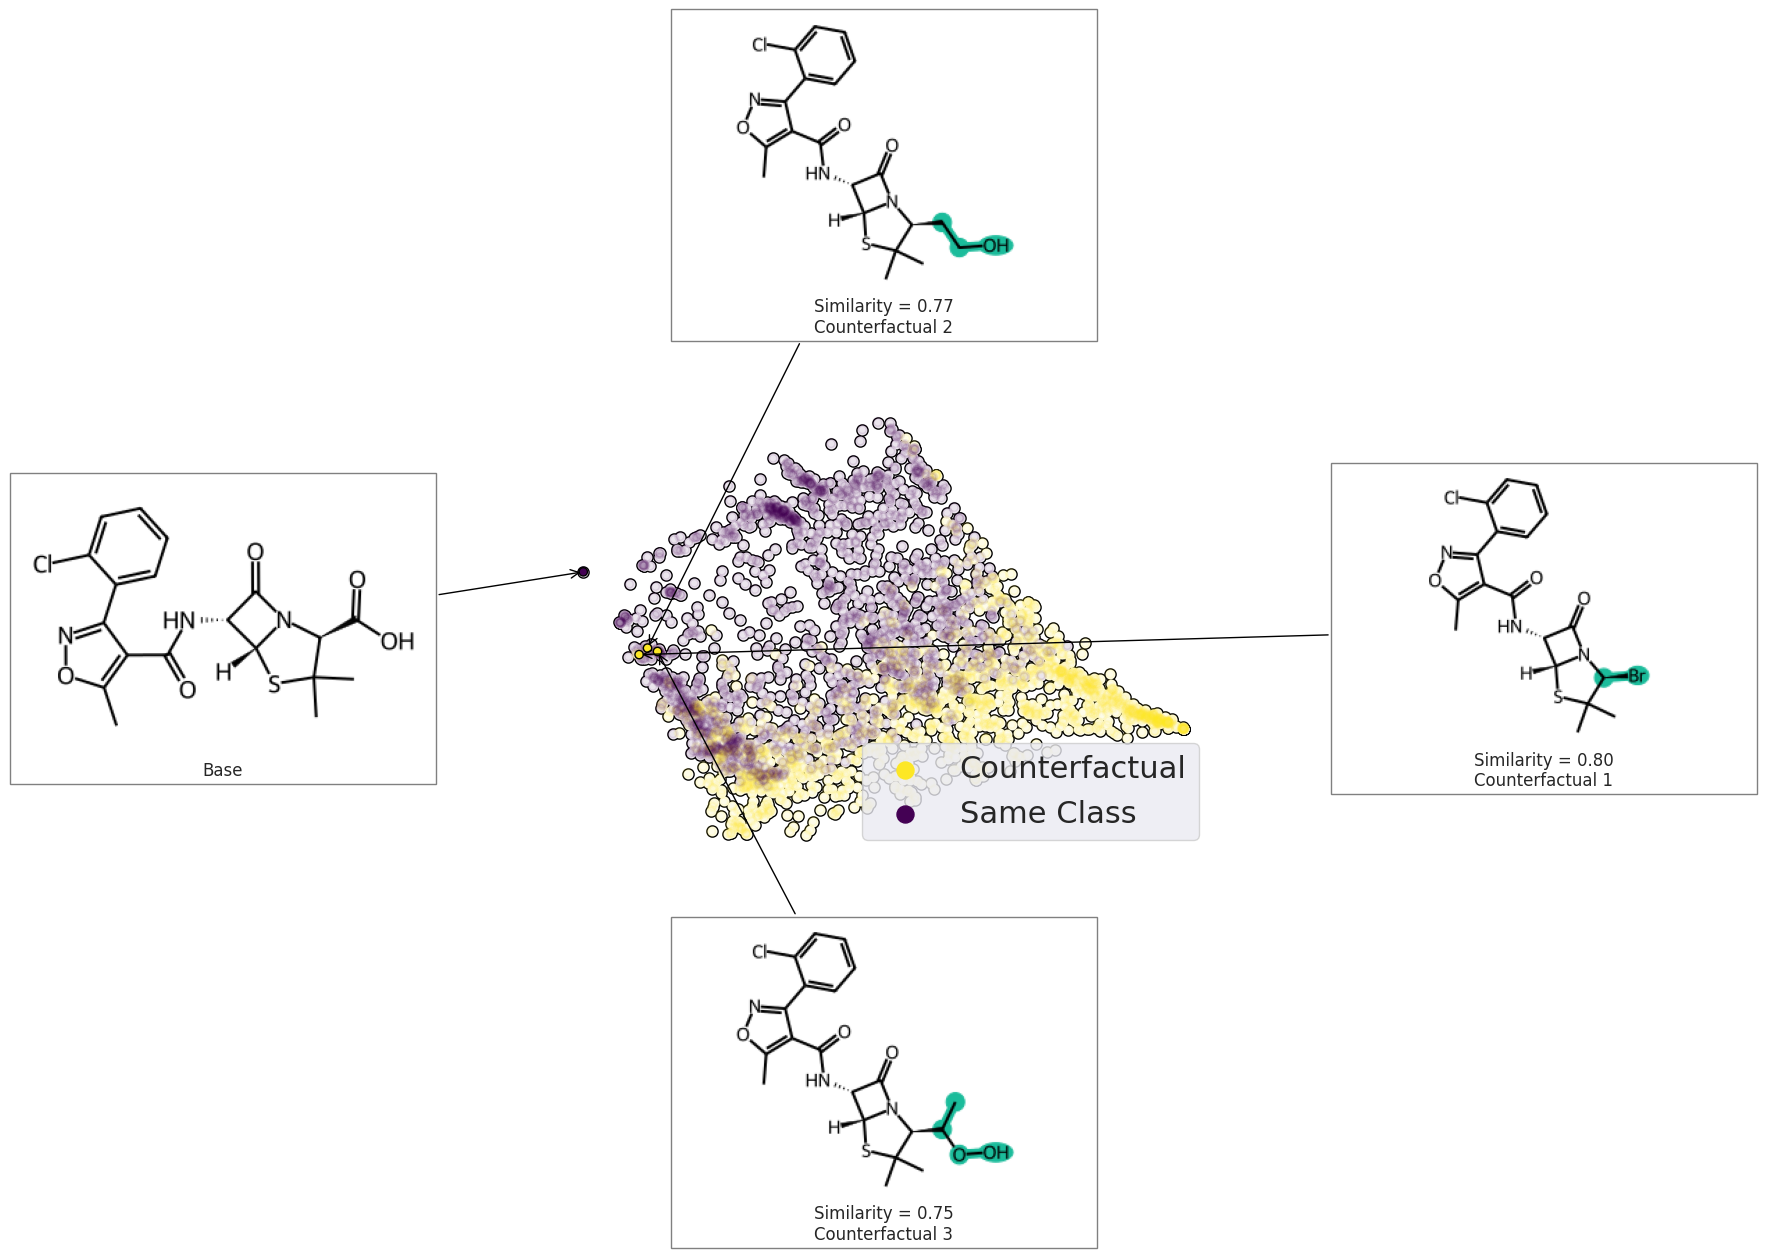 Cl
N
O
O
HN
O
H
N
S
OH
Similarity = 0.77
Counterfactual 2
Cl
N
O
HN
O
O
N
H
S
O
OH
Base
Cl
N
O
O
HN
O
N
H
Br
S
Similarity = 0.80
Counterfactual 1
Counterfactual
Same Class
Cl
N
O
O
HN
O
N
H
S
O
OH
Similarity = 0.75
Counterfactual 3